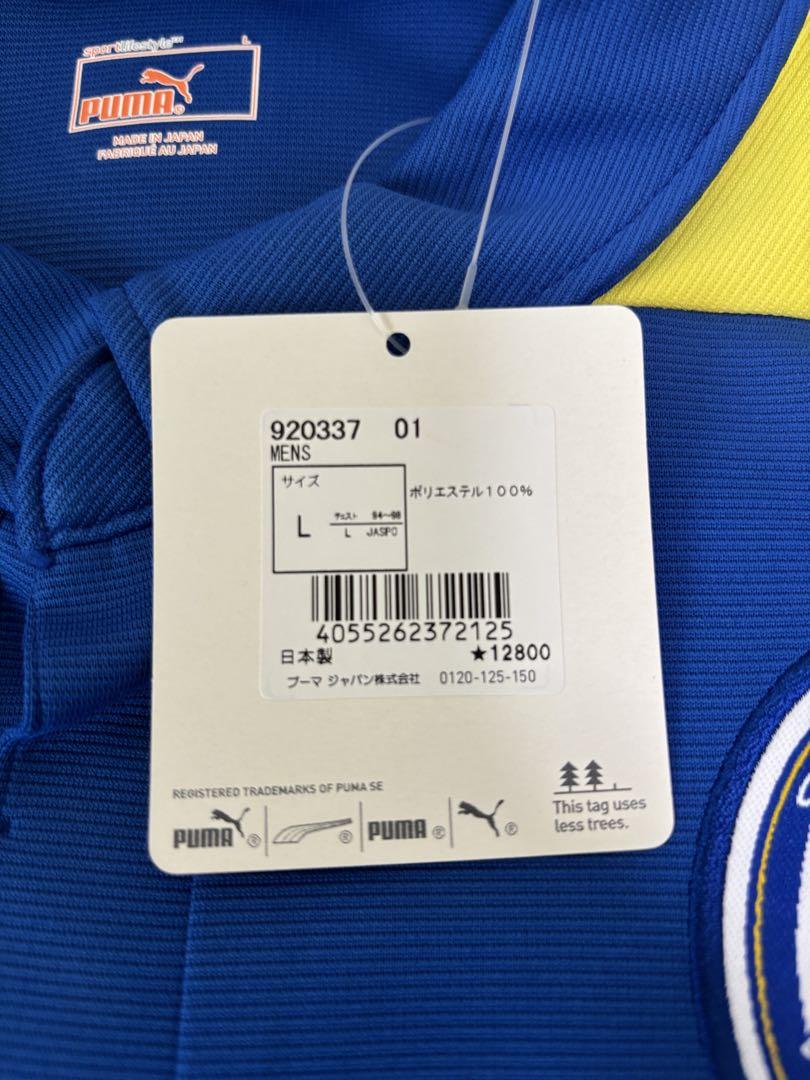 sportlifestyle™ L
PUMA®
MADE IN JAPAN
FABRIQUÉ AU JAPAN
920337 01
MENS
サイズ
L チェスト 94～98
L JASPO
ポリエステル100%
4055262372125
日本製 ★12800
プーマ ジャパン株式会社 0120-125-150
REGISTERED TRADEMARKS OF PUMA SE
PUMA® ® PUMA® ®
This tag uses
less trees.